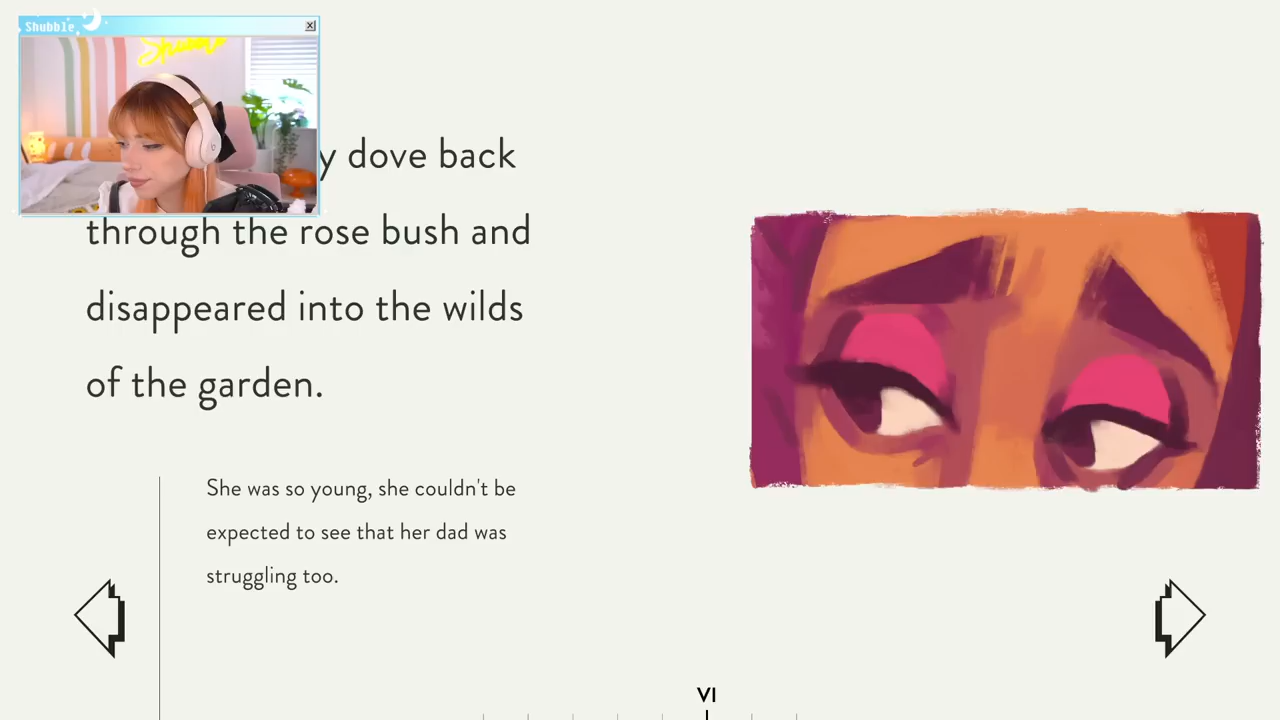 Shubble
Shubble
y dove back
through the rose bush and
disappeared into the wilds
of the garden.
She was so young, she couldn't be
expected to see that her dad was
struggling too.
VI